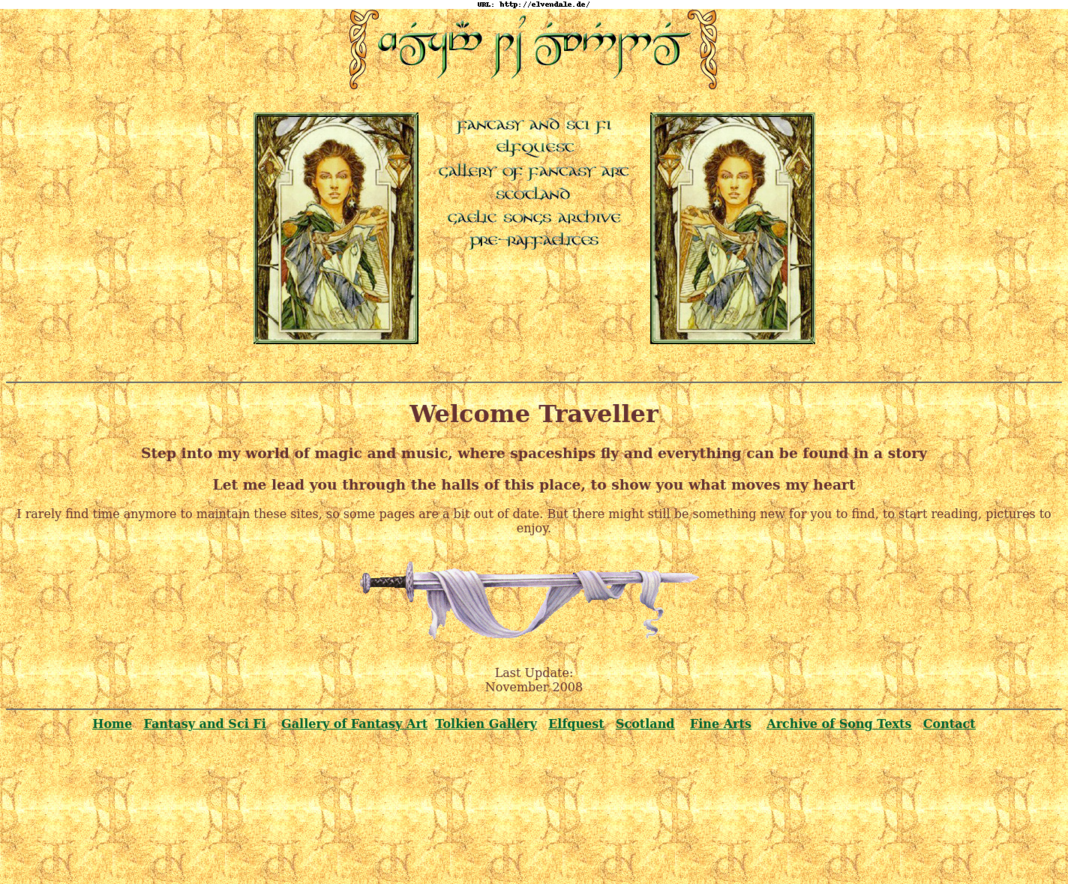 URL: http://elvendale.de/
FANTASY AND SCI FI
ELFQUEST
GALLERY OF FANTASY ART
SCOTLAND
GAELIC SONGS ARCHIVE
PRE-RAFFAELITES
Welcome Traveller
Step into my world of magic and music, where spaceships fly and everything can be found in a story
Let me lead you through the halls of this place, to show you what moves my heart
I rarely find time anymore to maintain these sites, so some pages are a bit out of date. But there might still be something new for you to find, to start reading, pictures to
enjoy.
Last Update:
November 2008
Home Fantasy and Sci Fi Gallery of Fantasy Art Tolkien Gallery Elfquest Scotland Fine Arts Archive of Song Texts Contact